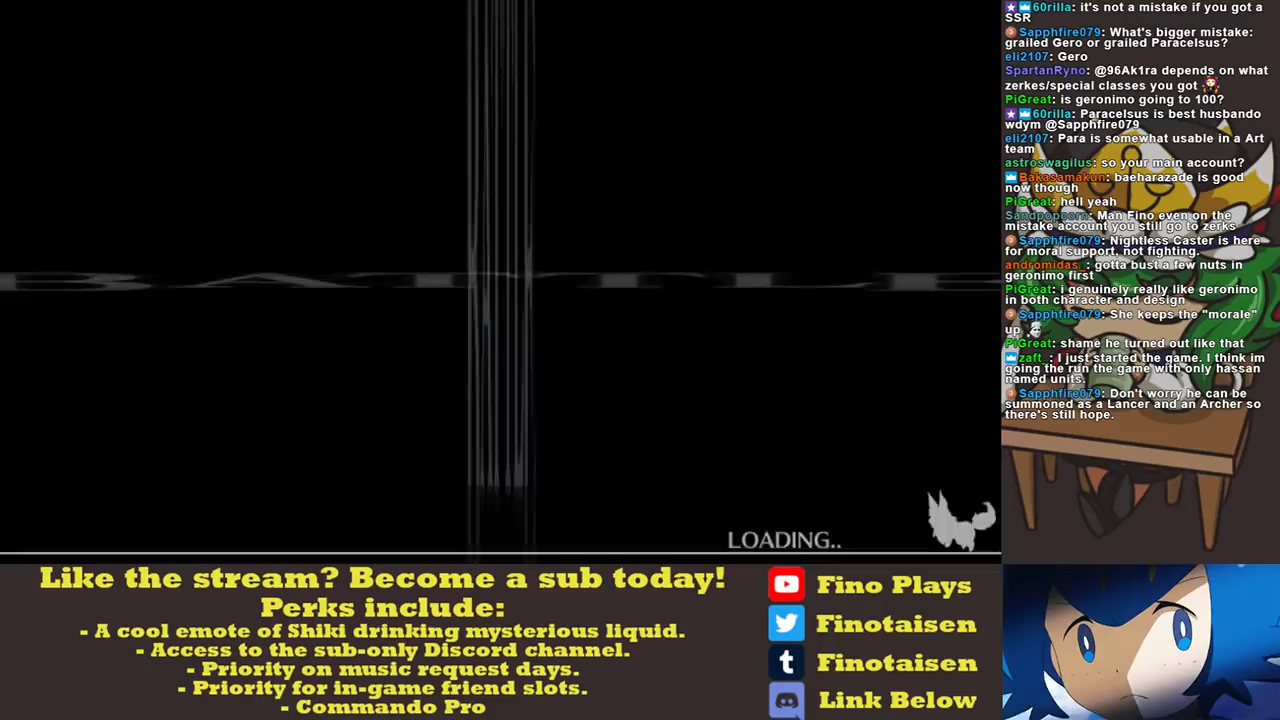 60rilla: it's not a mistake if you got a
SSR
Sapphfire079: What's bigger mistake:
grailed Gero or grailed Paracelsus?
eli2107: Gero
SpartanRyno: @96Ak1ra depends on what
zerkes/special classes you got
PiGreat: is geronimo going to 100?
60rilla: Paracelsus is best husbando
wdym @Sapphfire079
eli2107: Para is somewhat usable in a Art
team
astroswagilus: so your main account?
Bakasamakun: baeharazade is good
now though
PiGreat: hell yeah
Sandpopcorn: Man Fino even on the
mistake account you still go to zerks
Sapphfire079: Nightless Caster is here
for moral support, not fighting.
andromidas_: gotta bust a few nuts in
geronimo first
PiGreat: i genuinely really like geronimo
in both character and design
Sapphfire079: She keeps the "morale"
up
PiGreat: shame he turned out like that
zaft_: I just started the game. I think im
going the run the game with only hassan
named units.
Sapphfire079: Don't worry he can be
summoned as a Lancer and an Archer so
there's still hope.
LOADING..
Like the stream? Become a sub today!
Perks include:
- A cool emote of Shiki drinking mysterious liquid.
- Access to the sub-only Discord channel.
- Priority on music request days.
- Priority for in-game friend slots.
- Commando Pro
Fino Plays
Finotaisen
Finotaisen
Link Below